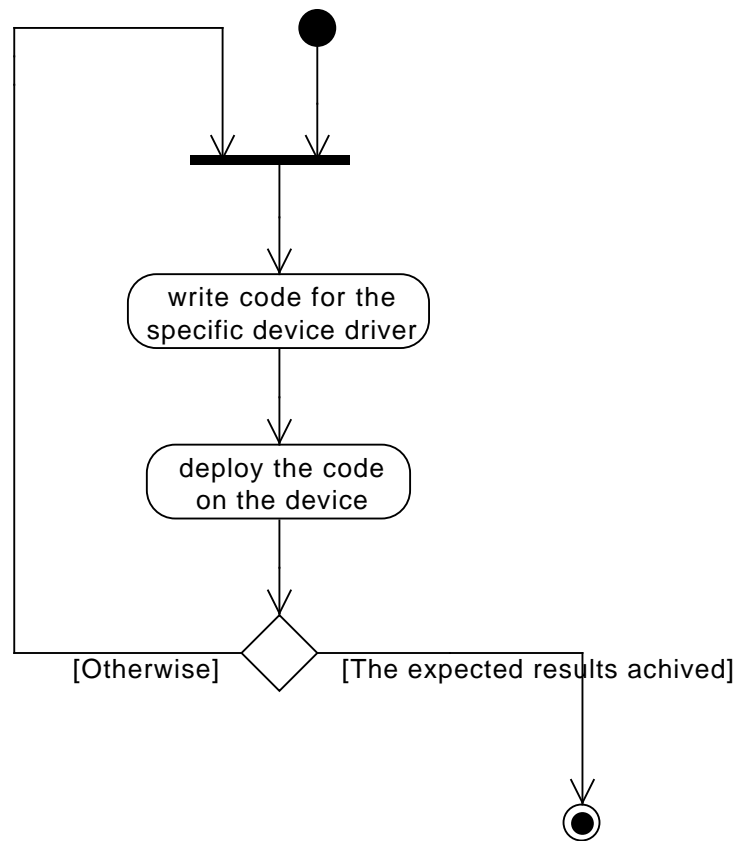 write code for the
specific device driver
deploy the code
on the device
[Otherwise]
[The expected results achived]